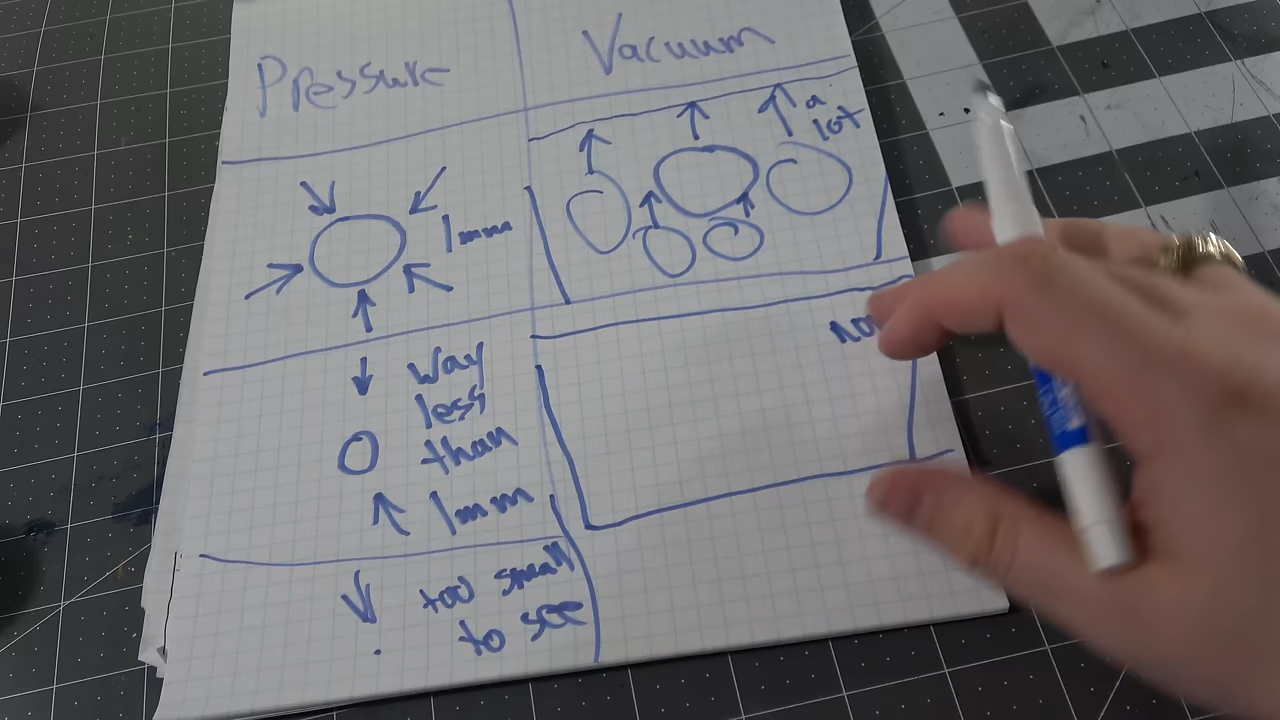 Pressure
Vacuum
a
lot
1mm
way
less
than
1mm
too small
to see